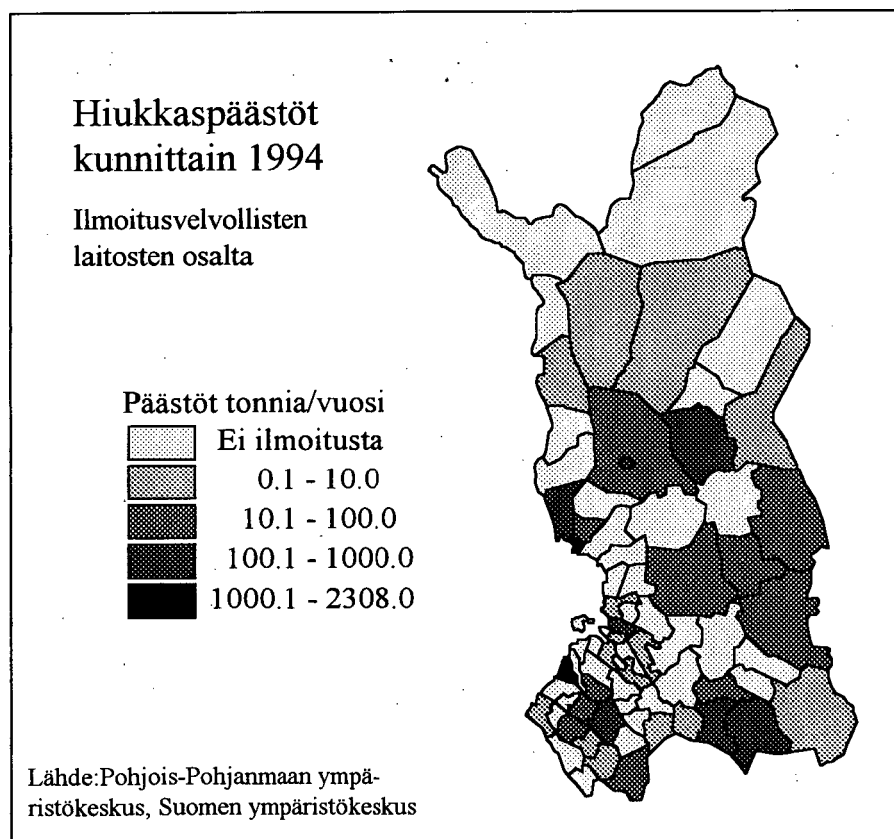 Hiukkaspäästöt
kunnittain 1994
Ilmoitusvelvollisten
laitosten osalta
Päästöt tonnia/vuosi
Ei ilmoitusta
0.1 - 10.0
10.1 - 100.0
100.1 - 1000.0
1000.1 - 2308.0
Lähde:Pohjois-Pohjanmaan ympä-
ristökeskus, Suomen ympäristökeskus